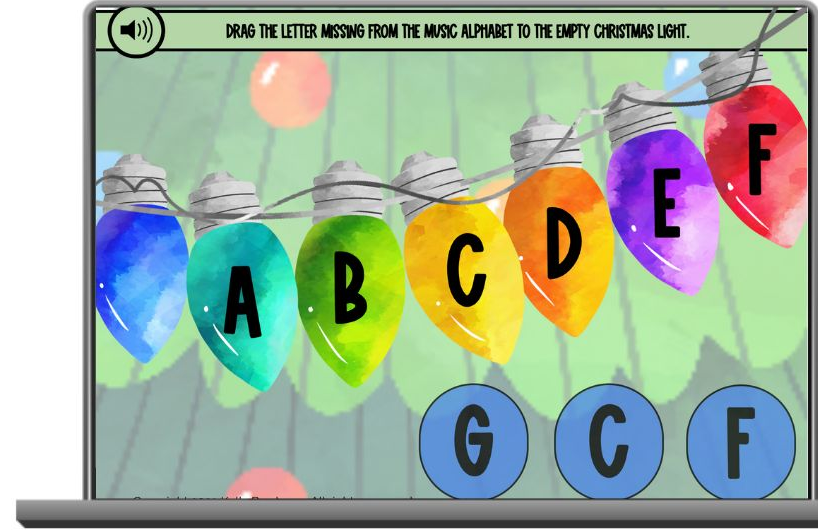 DRAG THE LETTER MISSING FROM THE MUSIC ALPHABET TO THE EMPTY CHRISTMAS LIGHT.
A B C D E F
G C F